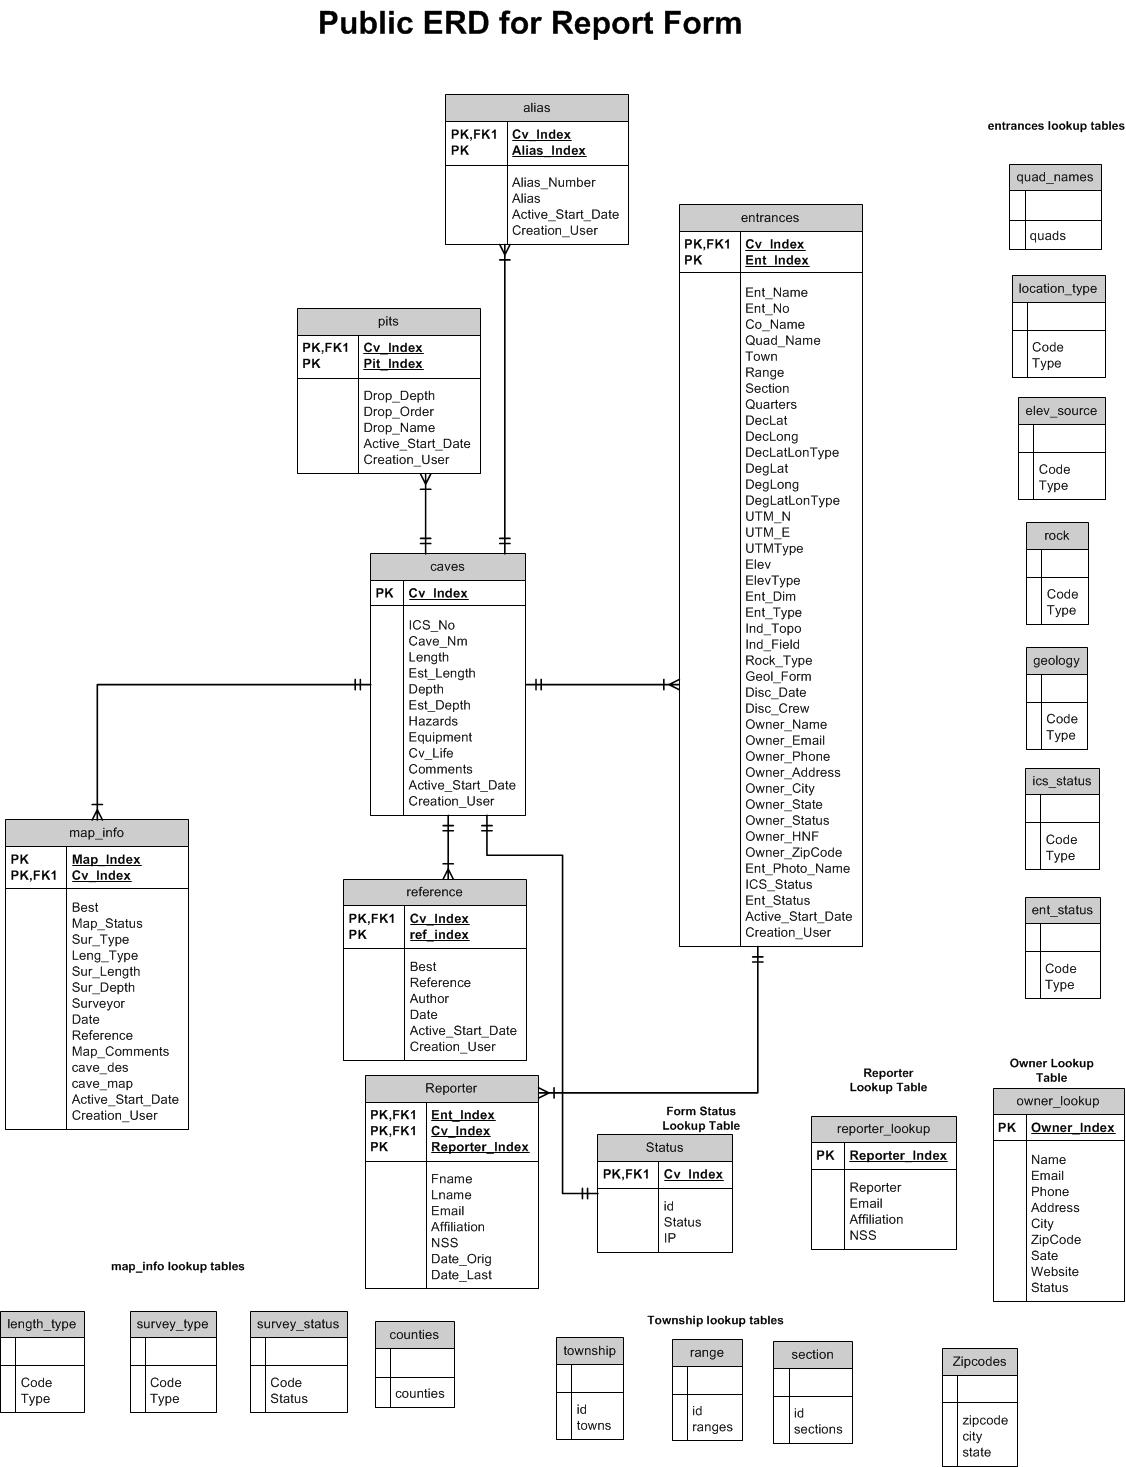 Public ERD for Report Form
alias
PK,FK1 Cv_Index
PK Alias_Index
Alias_Number
Alias
Active_Start_Date
Creation_User
pits
PK,FK1 Cv_Index
PK Pit_Index
Drop_Depth
Drop_Order
Drop_Name
Active_Start_Date
Creation_User
caves
PK Cv_Index
ICS_No
Cave_Nm
Length
Est_Length
Depth
Est_Depth
Hazards
Equipment
Cv_Life
Comments
Active_Start_Date
Creation_User
entrances
PK,FK1 Cv_Index
PK Ent_Index
Ent_Name
Ent_No
Co_Name
Quad_Name
Town
Range
Section
Quarters
DecLat
DecLong
DecLatLonType
DegLat
DegLong
DegLatLonType
UTM_N
UTM_E
UTMType
Elev
ElevType
Ent_Dim
Ent_Type
Ind_Topo
Ind_Field
Rock_Type
Geol_Form
Disc_Date
Disc_Crew
Owner_Name
Owner_Email
Owner_Phone
Owner_Address
Owner_City
Owner_State
Owner_Status
Owner_HNF
Owner_ZipCode
Ent_Photo_Name
ICS_Status
Ent_Status
Active_Start_Date
Creation_User
entrances lookup tables
quad_names
quads
location_type
Code
Type
elev_source
Code
Type
rock
Code
Type
geology
Code
Type
ics_status
Code
Type
ent_status
Code
Type
map_info
PK Map_Index
PK,FK1 Cv_Index
Best
Map_Status
Sur_Type
Leng_Type
Sur_Length
Sur_Depth
Surveyor
Date
Reference
Map_Comments
cave_des
cave_map
Active_Start_Date
Creation_User
reference
PK,FK1 Cv_Index
PK ref_index
Best
Reference
Author
Date
Active_Start_Date
Creation_User
Reporter
PK,FK1 Ent_Index
PK,FK1 Cv_Index
PK Reporter_Index
Fname
Lname
Email
Affiliation
NSS
Date_Orig
Date_Last
Form Status
Lookup Table
Status
PK,FK1 Cv_Index
id
Status
IP
Reporter
Lookup Table
reporter_lookup
PK Reporter_Index
Reporter
Email
Affiliation
NSS
Owner Lookup
Table
owner_lookup
PK Owner_Index
Name
Email
Phone
Address
City
ZipCode
Sate
Website
Status
map_info lookup tables
length_type
Code
Type
survey_type
Code
Type
survey_status
Code
Status
counties
counties
Township lookup tables
township
id
towns
range
id
ranges
section
id
sections
Zipcodes
zipcode
city
state